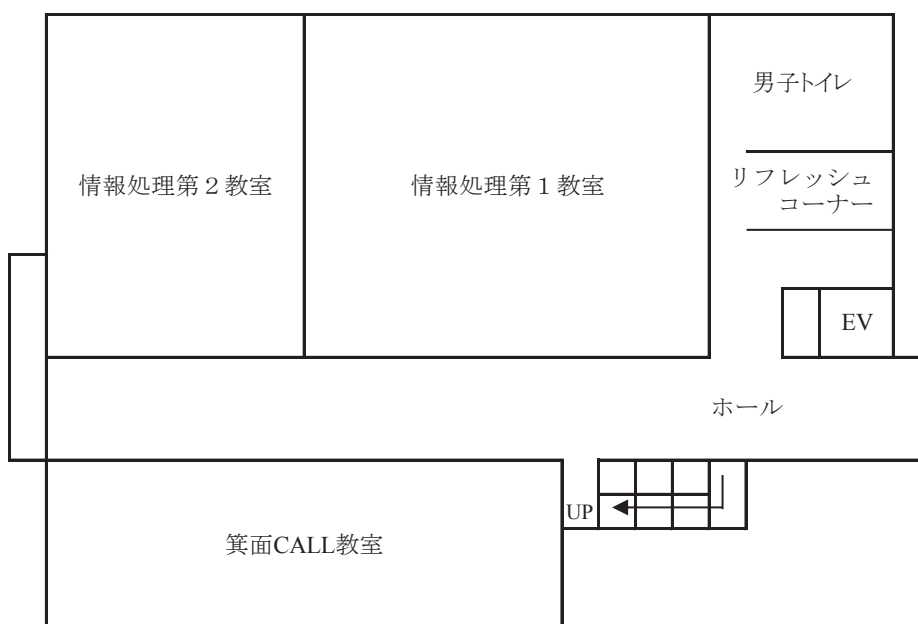 男子トイレ
情報処理第２教室
情報処理第１教室
リフレッシュ
コーナー
EV
ホール
UP
箕面CALL教室